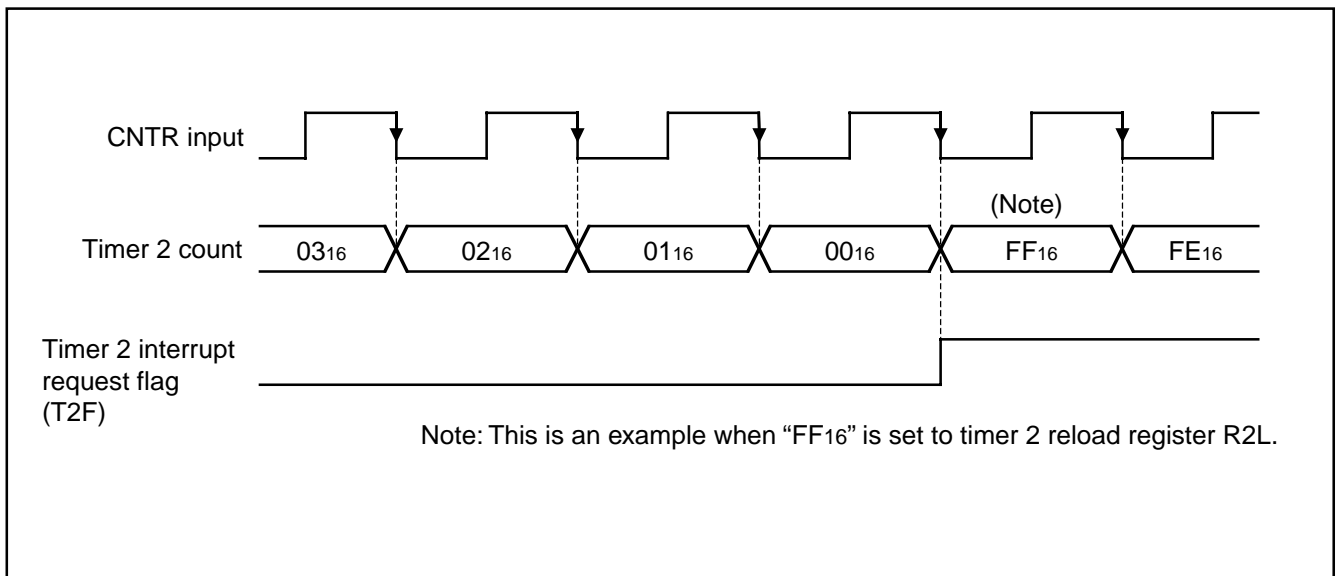 CNTR input
(Note)
Timer 2 count 0316 0216 0116 0016 FF16 FE16
Timer 2 interrupt
request flag
(T2F)
Note: This is an example when “FF16” is set to timer 2 reload register R2L.